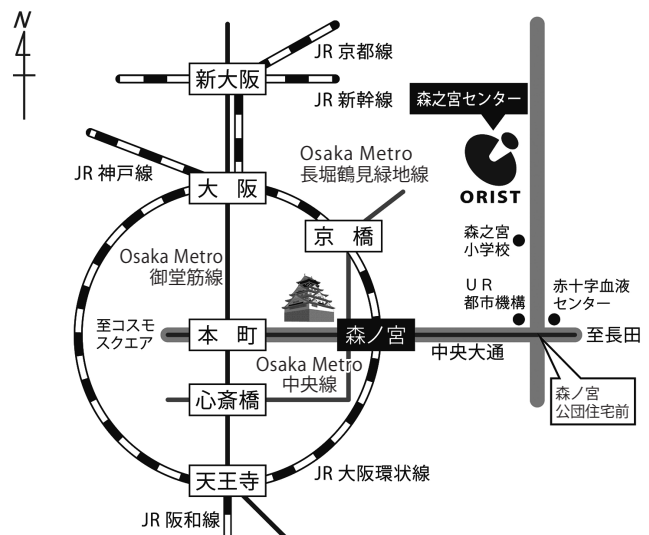 N
JR 京都線
新大阪
JR 新幹線
森之宮センター
JR 神戸線
Osaka Metro
長堀鶴見緑地線
大 阪
ORIST
京 橋
森之宮
小学校
Osaka Metro
御堂筋線
UR
都市機構
赤十字血液
センター
至コスモ
スクエア
本 町
森ノ宮
至長田
中央大通
Osaka Metro
中央線
心斎橋
森ノ宮
公団住宅前
天王寺
JR 大阪環状線
JR 阪和線